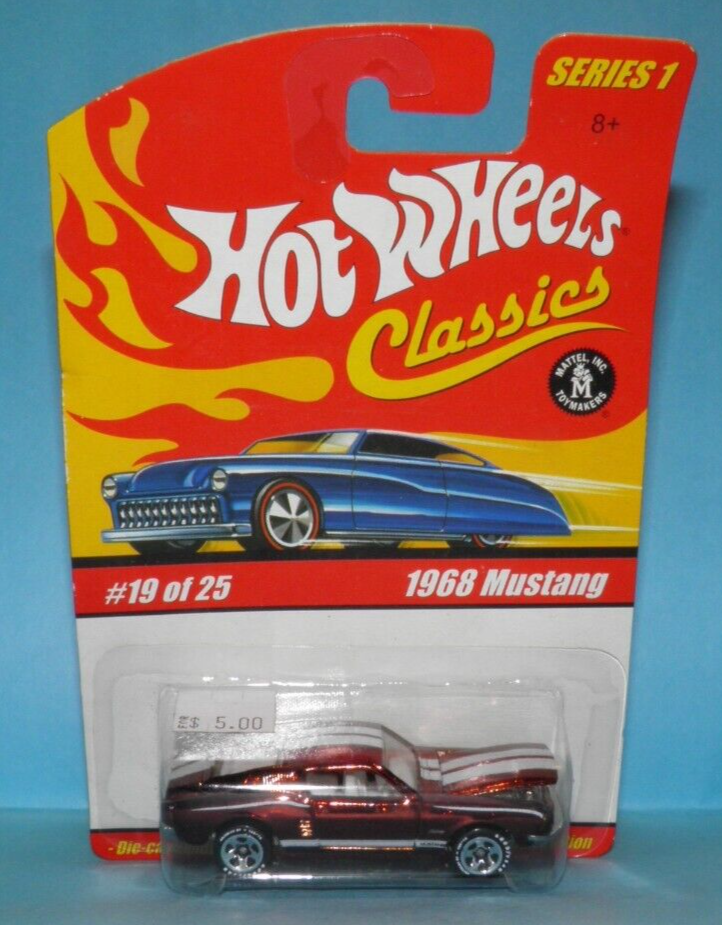 SERIES 1
8+
Hot Wheels
Classics
MATTEL, INC.
M
TOYMAKERS
#19 of 25
1968 Mustang
$ 5.00